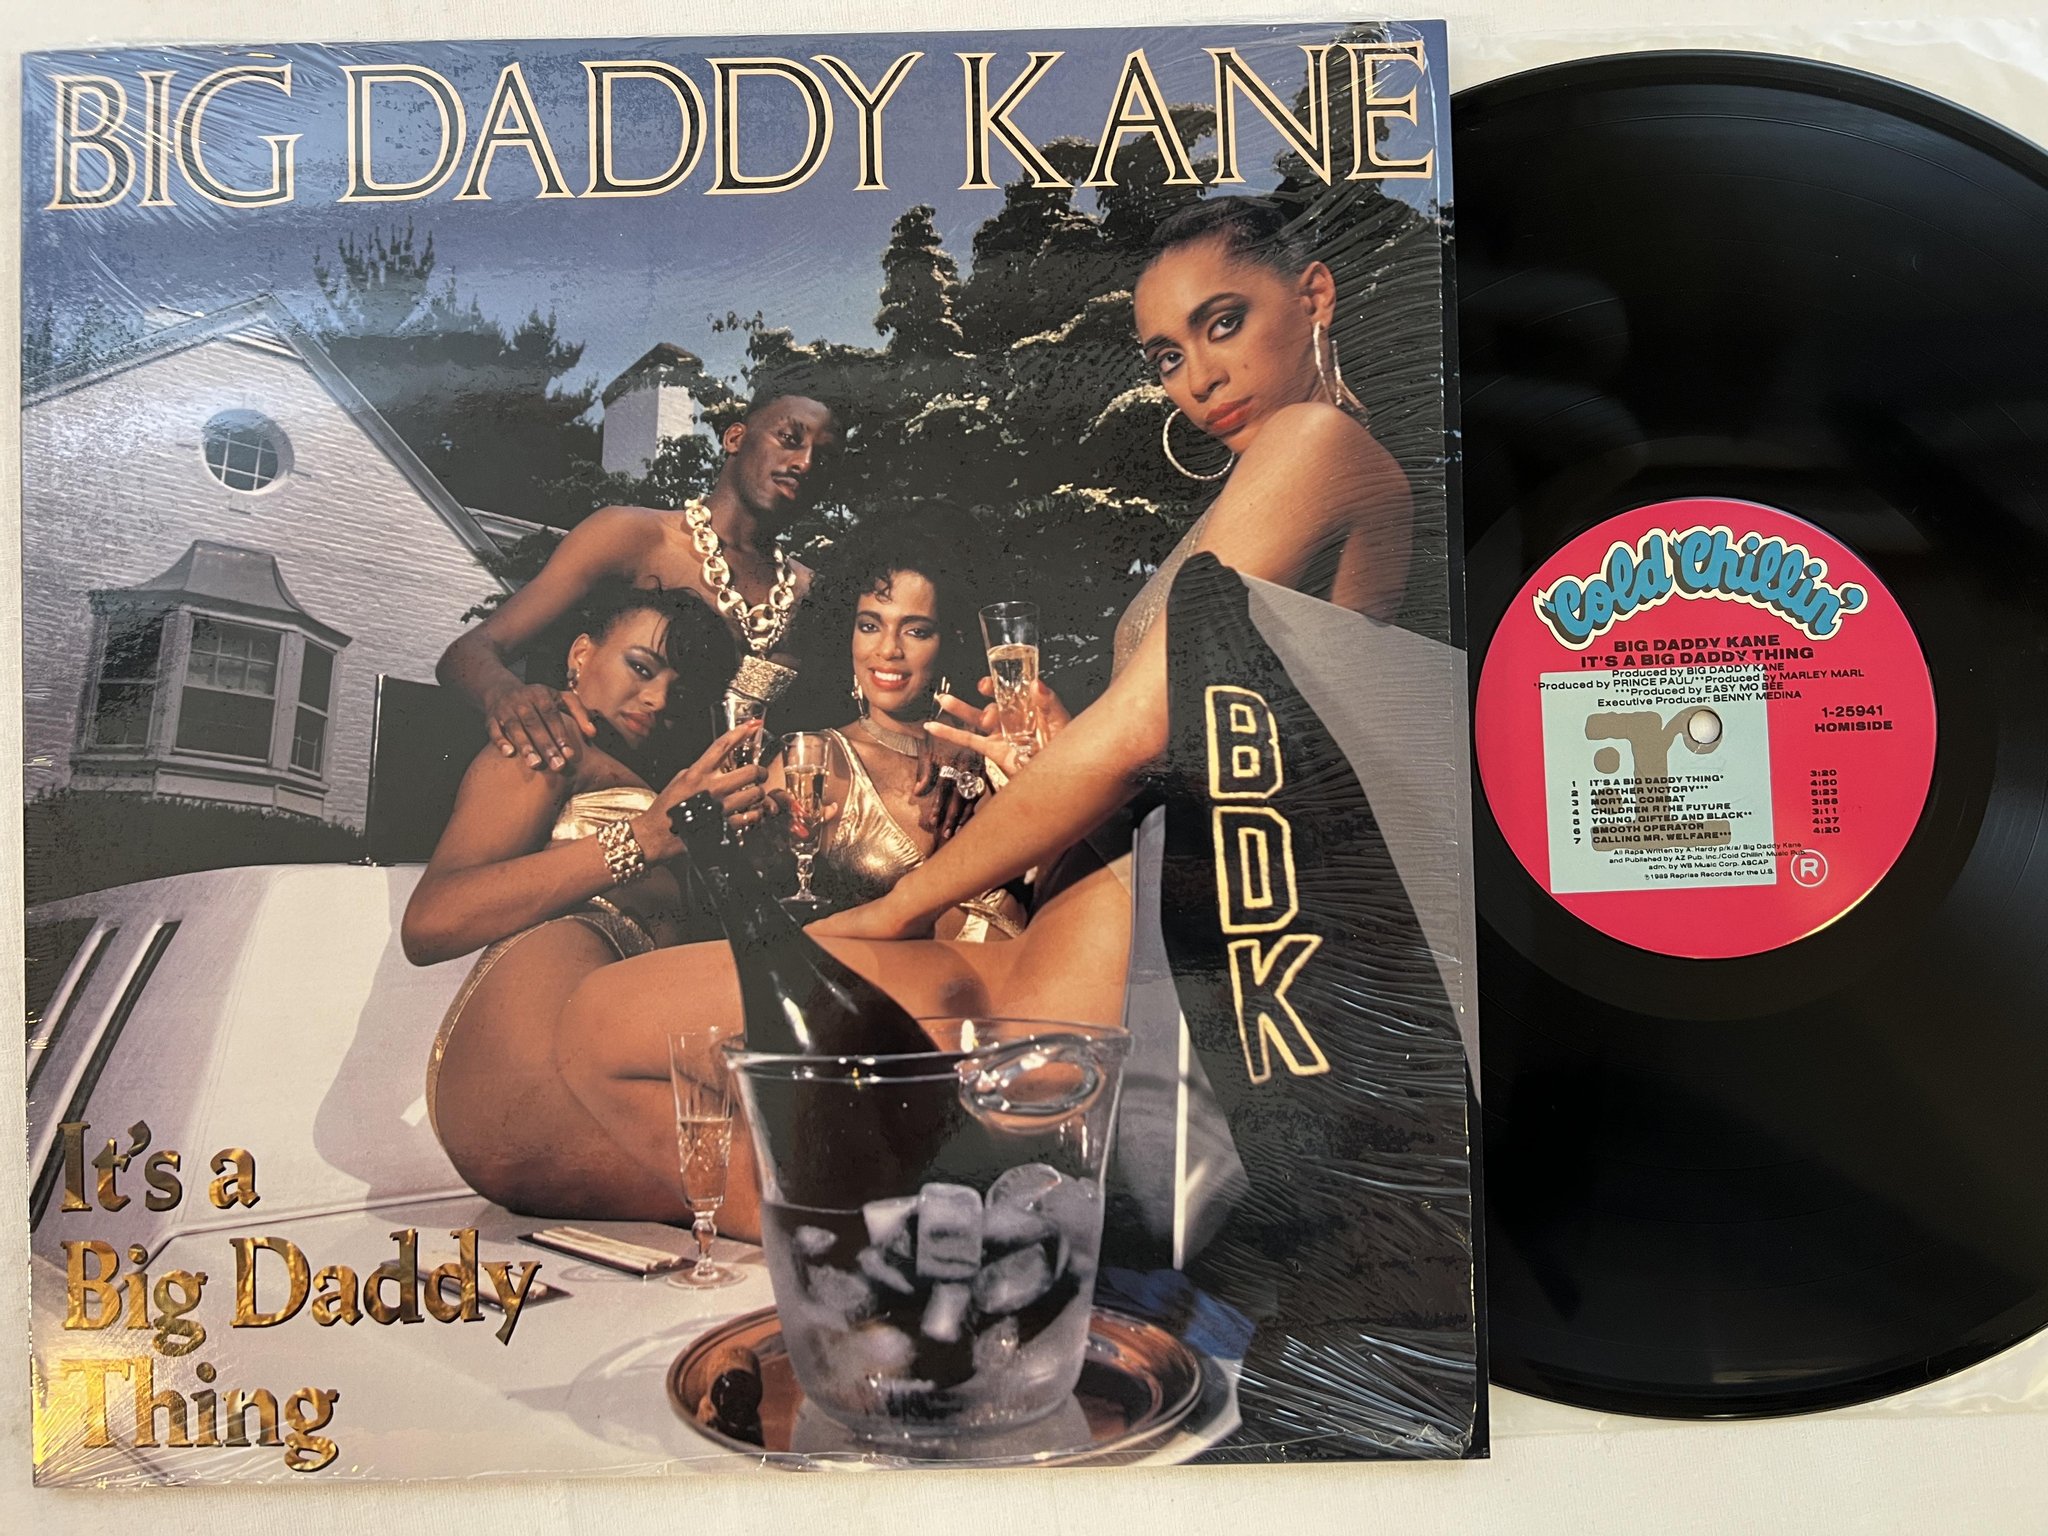 BIG DADDY KANE
BDK
It's a
Big Daddy
Thing
Cold Chillin'
BIG DADDY KANE
IT'S A BIG DADDY THING
Produced by BIG DADDY KANE
*Produced by PRINCE PAUL/**Produced by MARLEY MARL
***Produced by EASY MO BEE
Executive Producer: BENNY MEDINA
1-25941
HOMISIDE
1 IT'S A BIG DADDY THING* 3:20
2 ANOTHER VICTORY*** 4:50
3 MORTAL COMBAT 5:23
4 CHILDREN R THE FUTURE 3:58
5 YOUNG, GIFTED AND BLACK** 3:11
6 SMOOTH OPERATOR 4:37
7 CALLING MR. WELFARE*** 4:20
All Raps Written by A. Hardy p/k/a/ Big Daddy Kane
and Published by AZ Pub. Inc./Cold Chillin' Music Pub.
adm. by WB Music Corp. ASCAP
℗1989 Reprise Records for the U.S.
R